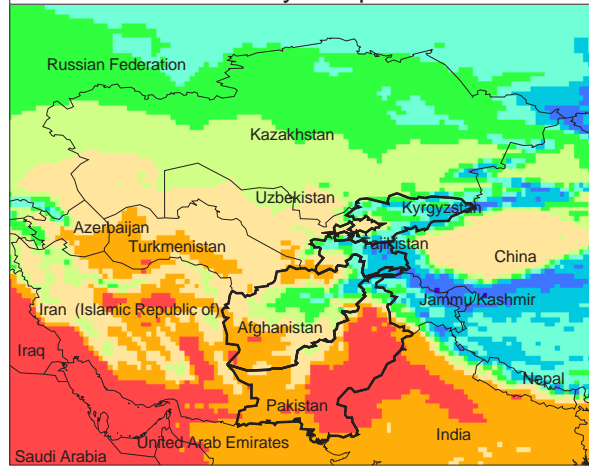 Russian Federation
Kazakhstan
Uzbekistan
Kyrgyzstan
Azerbaijan
Turkmenistan
Tajikistan
China
Iran (Islamic Republic of)
Jammu/Kashmir
Afghanistan
Iraq
Nepal
Pakistan
United Arab Emirates
India
Saudi Arabia